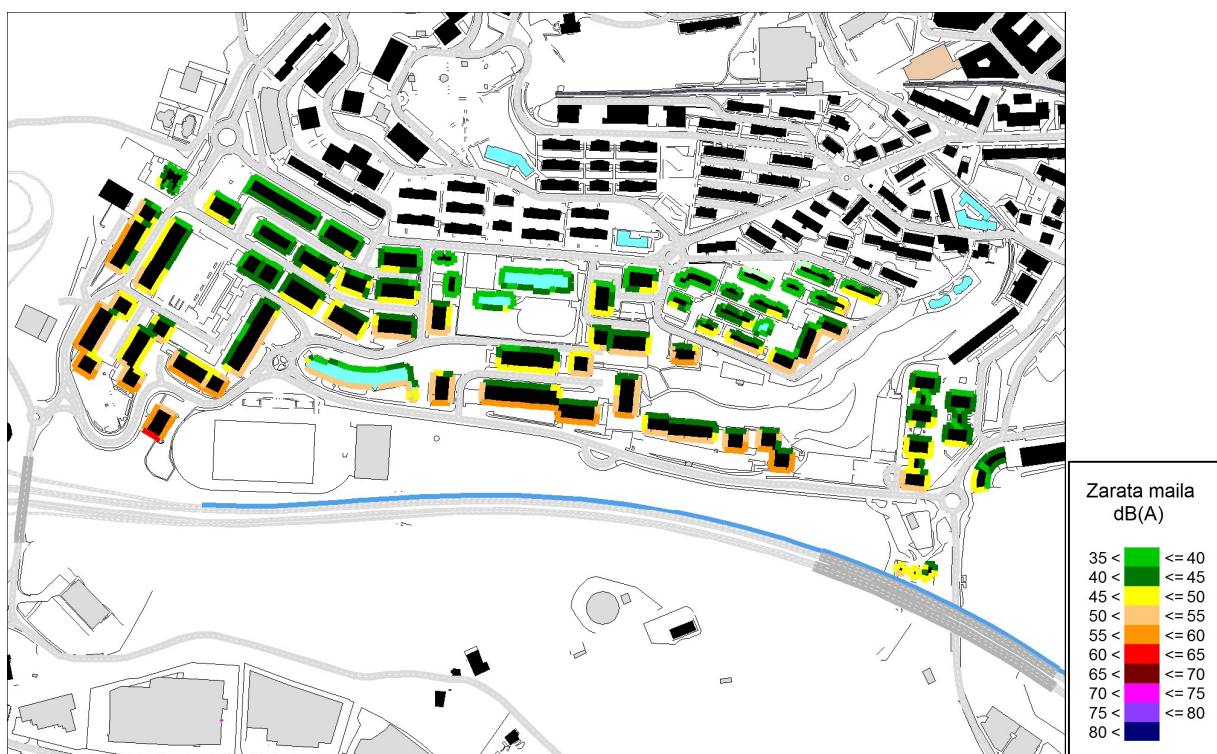 Zarata maila
dB(A)
35 < <= 40
40 < <= 45
45 < <= 50
50 < <= 55
55 < <= 60
60 < <= 65
65 < <= 70
70 < <= 75
75 < <= 80
80 <